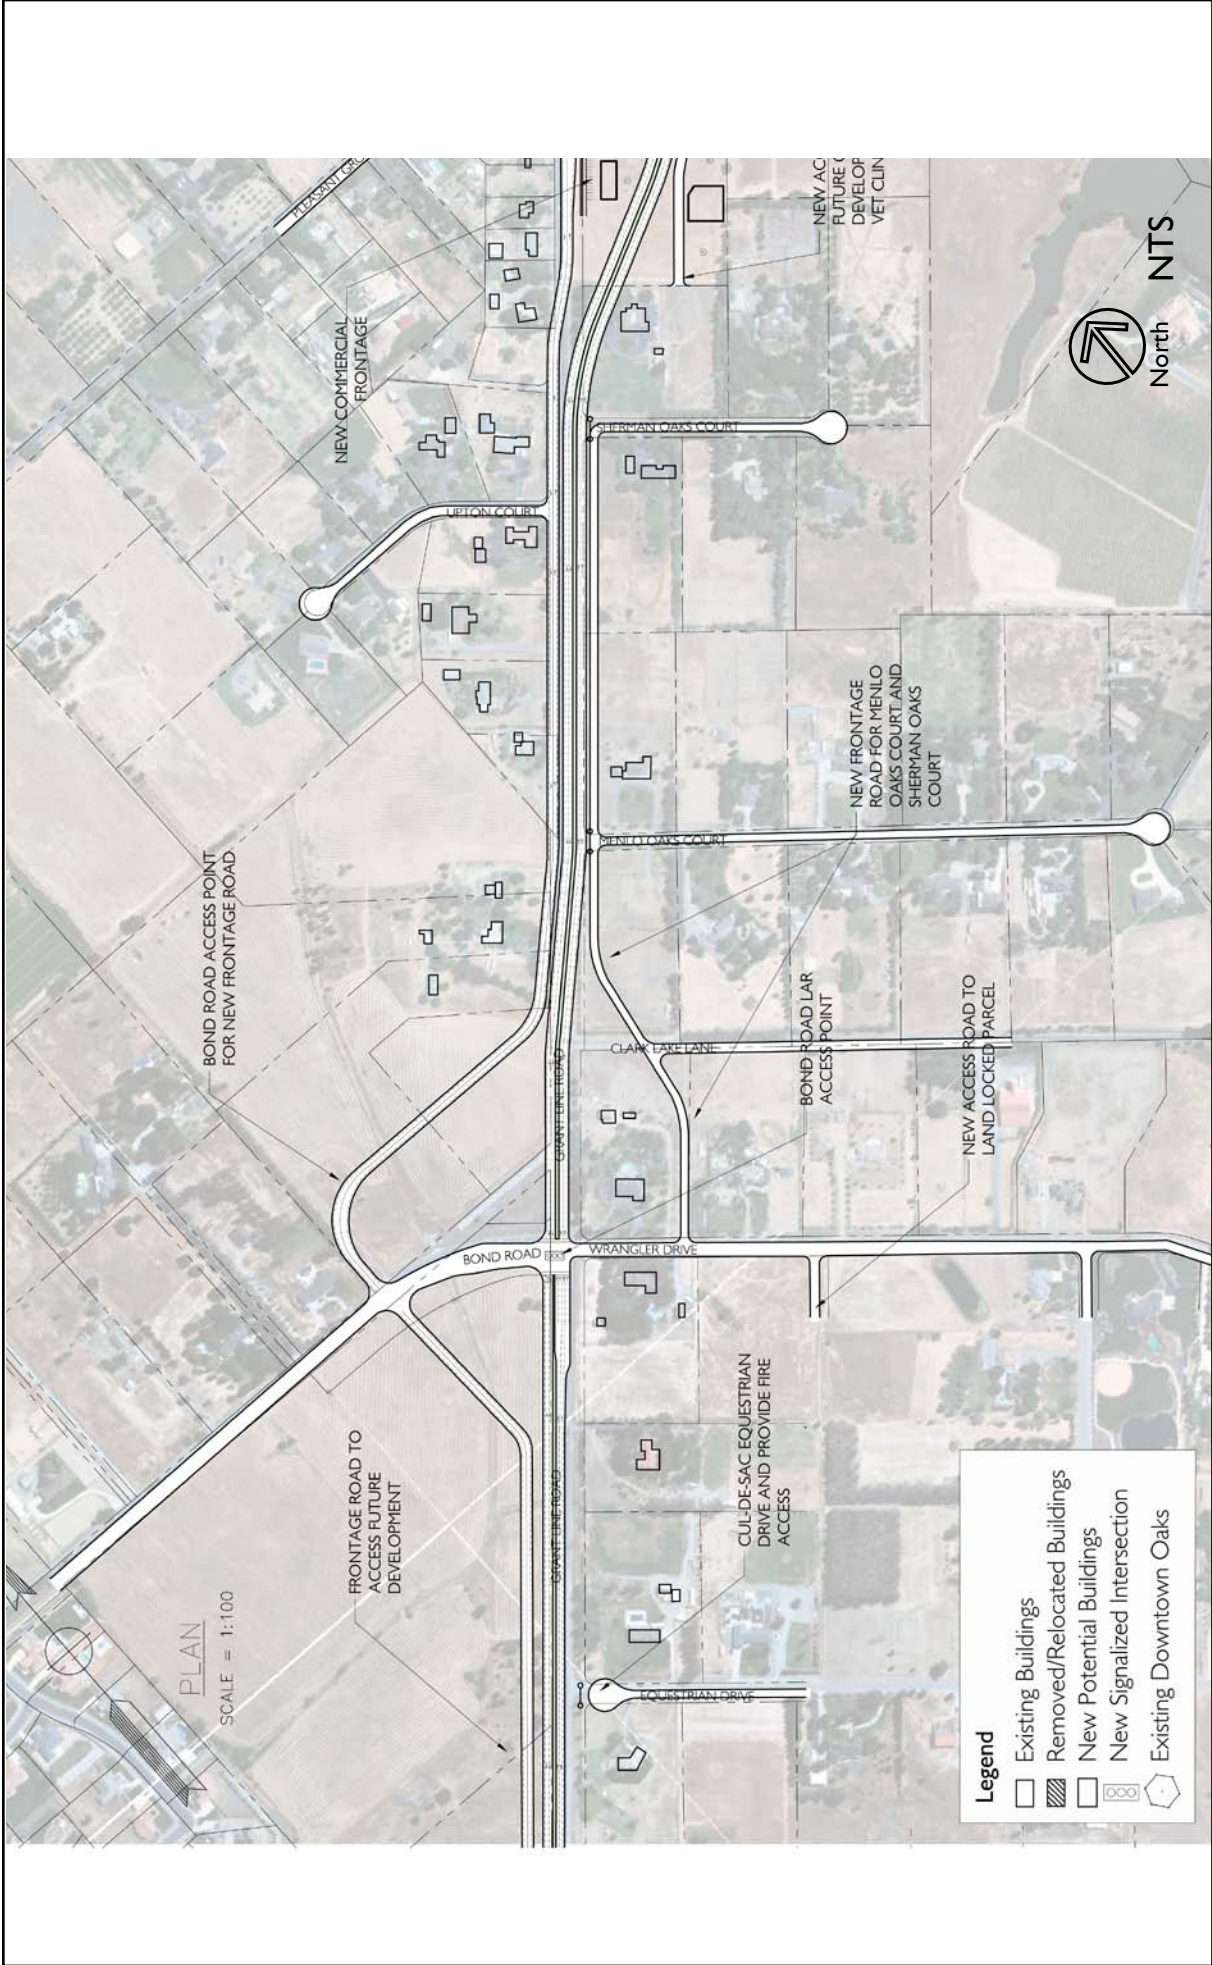 PLEASANT GRO
NEW COMMERCIAL
FRONTAGE
NEW AC
FUTURE C
DEVELOP
VET CLIN
UPTON COURT
SHERMAN OAKS COURT
North
NTS
BOND ROAD ACCESS POINT
FOR NEW FRONTAGE ROAD
MENLO OAKS COURT
NEW FRONTAGE
ROAD FOR MENLO
OAKS COURT AND
SHERMAN OAKS
COURT
GRANT LINE ROAD
CLARK LAKE LANE
BOND ROAD LAR
ACCESS POINT
NEW ACCESS ROAD TO
LAND LOCKED PARCEL
BOND ROAD
WRANGLER DRIVE
FRONTAGE ROAD TO
ACCESS FUTURE
DEVELOPMENT
GRANT LINE ROAD
CUL-DE-SAC EQUESTRIAN
DRIVE AND PROVIDE FIRE
ACCESS
EQUESTRIAN DRIVE
PLAN
SCALE = 1:100
Legend
Existing Buildings
Removed/Relocated Buildings
New Potential Buildings
New Signalized Intersection
Existing Downtown Oaks